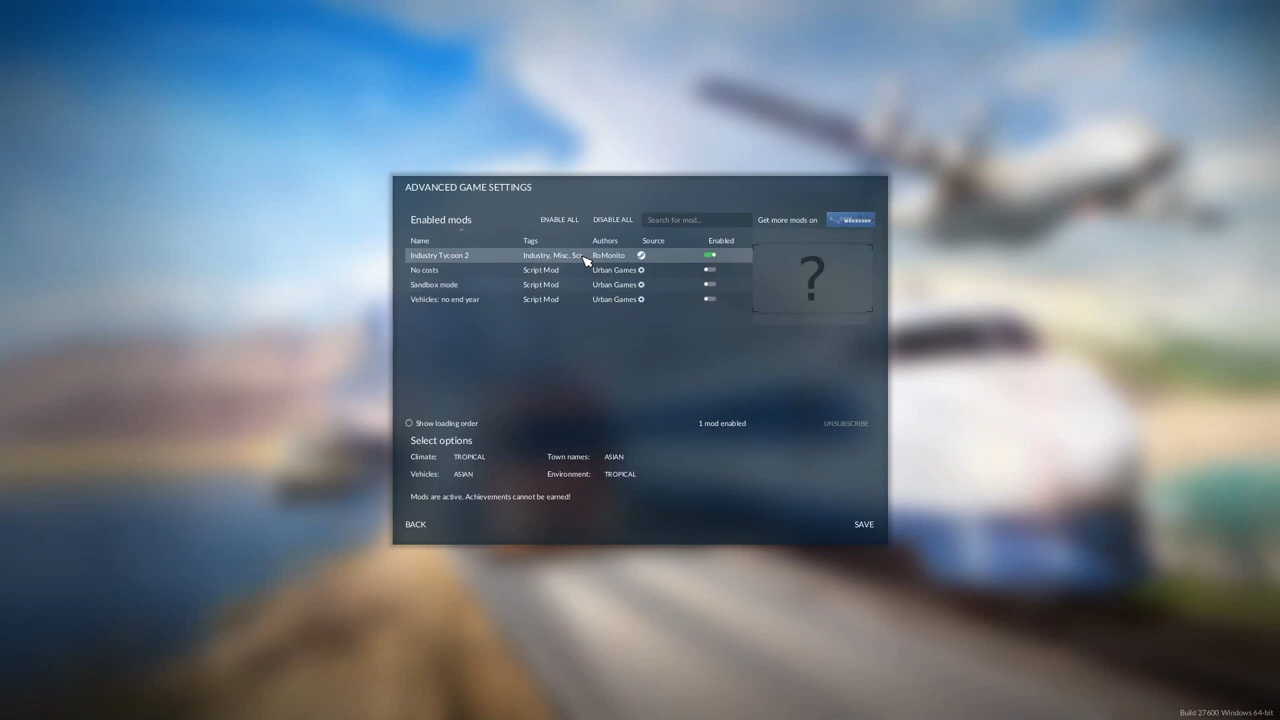 ADVANCED GAME SETTINGS
Enabled mods ENABLE ALL DISABLE ALL Search for mod... Get more mods on WORKSHOP
Name Tags Authors Source Enabled
Industry Tycoon 2 Industry, Misc, Scr RoMonito
No costs Script Mod Urban Games
Sandbox mode Script Mod Urban Games
Vehicles: no end year Script Mod Urban Games
?
Show loading order 1 mod enabled UNSUBSCRIBE
Select options
Climate: TROPICAL Town names: ASIAN
Vehicles: ASIAN Environment: TROPICAL
Mods are active. Achievements cannot be earned!
BACK SAVE
Build 27600 Windows 64-bit